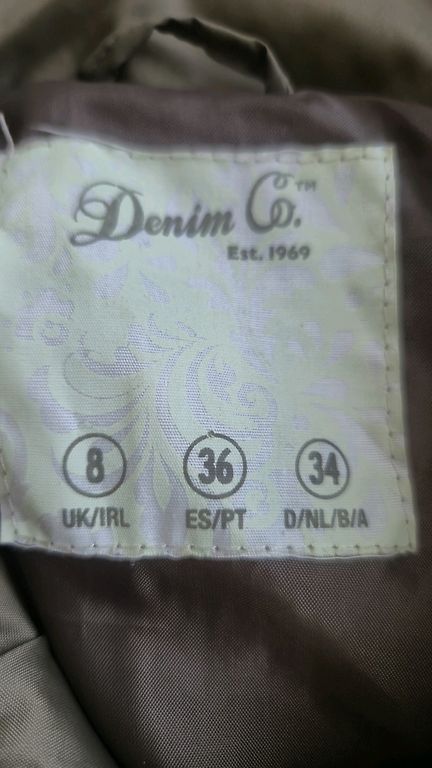 Denim Co.™
Est. 1969
8 36 34
UK/IRL ES/PT D/NL/B/A